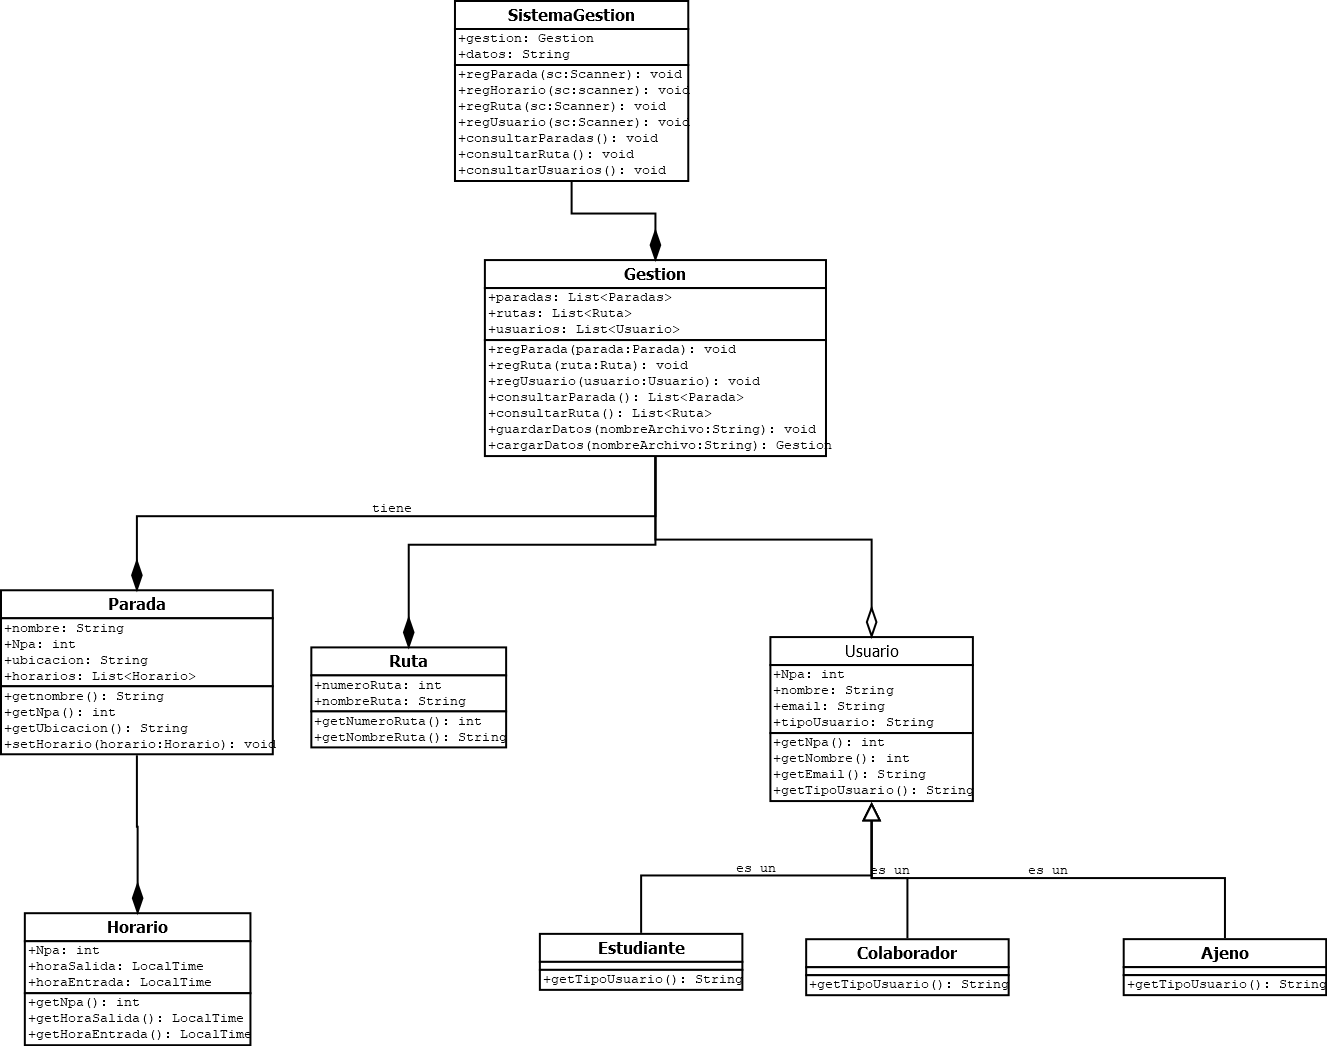 SistemaGestion
+gestion: Gestion
+datos: String
+regParada(sc:Scanner): void
+regHorario(sc:scanner): void
+regRuta(sc:Scanner): void
+regUsuario(sc:Scanner): void
+consultarParadas(): void
+consultarRuta(): void
+consultarUsuarios(): void
Gestion
+paradas: List<Paradas>
+rutas: List<Ruta>
+usuarios: List<Usuario>
+regParada(parada:Parada): void
+regRuta(ruta:Ruta): void
+regUsuario(usuario:Usuario): void
+consultarParada(): List<Parada>
+consultarRuta(): List<Ruta>
+guardarDatos(nombreArchivo:String): void
+cargarDatos(nombreArchivo:String): Gestion
tiene
Parada
+nombre: String
+Npa: int
+ubicacion: String
+horarios: List<Horario>
+getnombre(): String
+getNpa(): int
+getUbicacion(): String
+setHorario(horario:Horario): void
Ruta
+numeroRuta: int
+nombreRuta: String
+getNumeroRuta(): int
+getNombreRuta(): String
Usuario
+Npa: int
+nombre: String
+email: String
+tipoUsuario: String
+getNpa(): int
+getNombre(): int
+getEmail(): String
+getTipoUsuario(): String
es un
es un
es un
Horario
+Npa: int
+horaSalida: LocalTime
+horaEntrada: LocalTime
+getNpa(): int
+getHoraSalida(): LocalTime
+getHoraEntrada(): LocalTime
Estudiante
+getTipoUsuario(): String
Colaborador
+getTipoUsuario(): String
Ajeno
+getTipoUsuario(): String